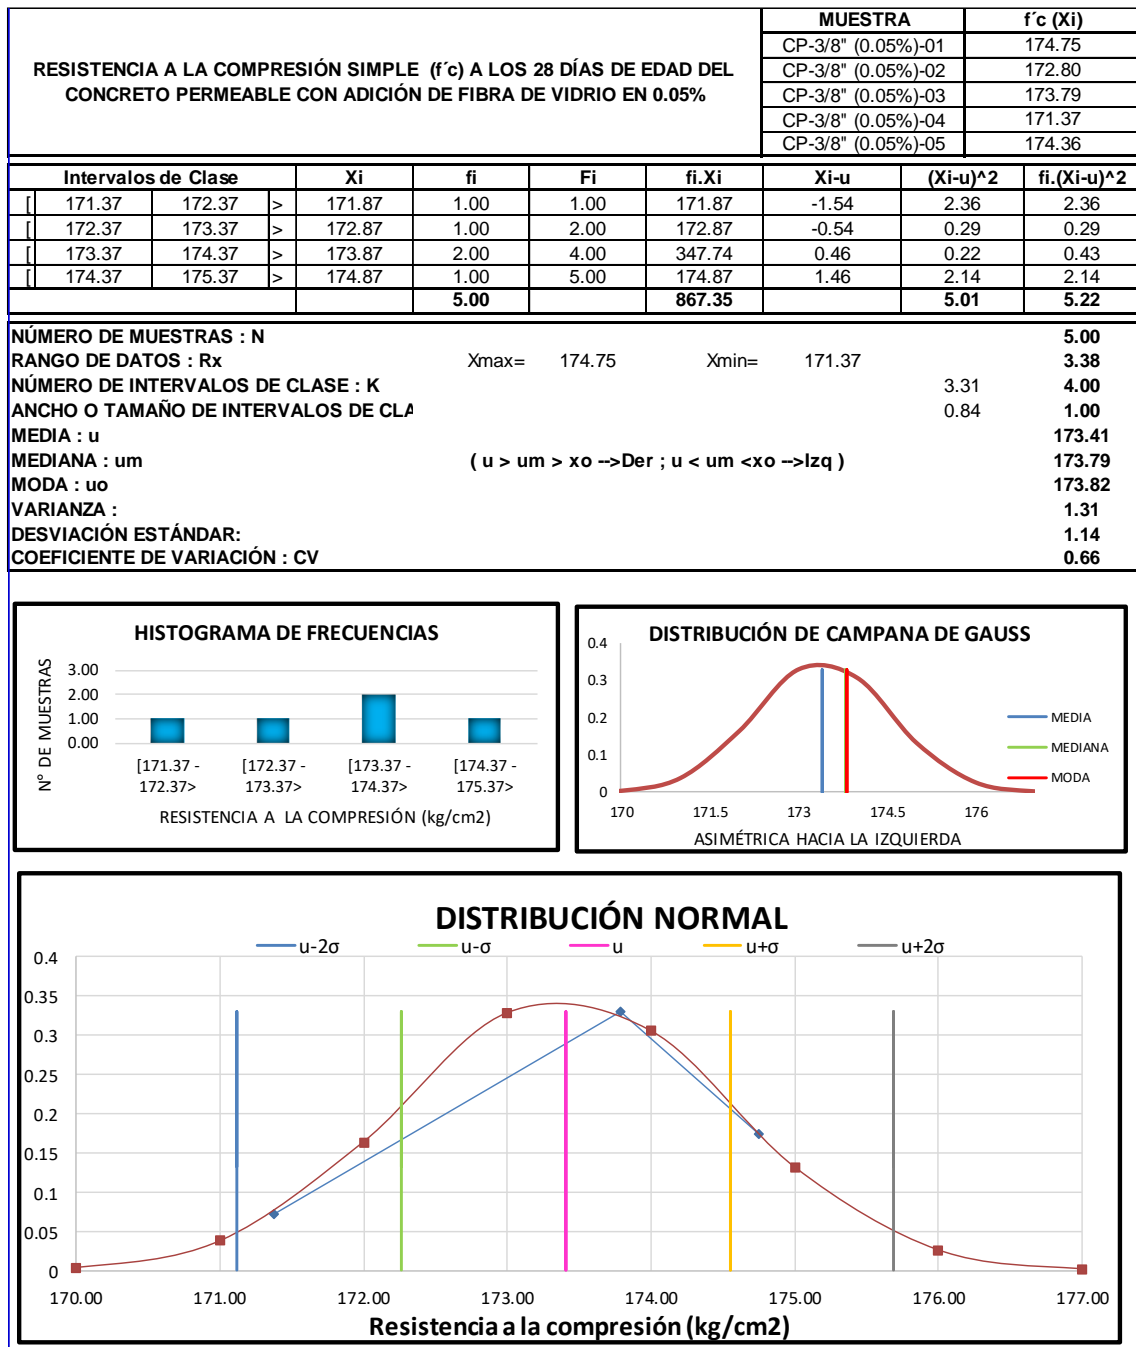 MUESTRA f´c (Xi)
CP-3/8" (0.05%)-01 174.75
RESISTENCIA A LA COMPRESIÓN SIMPLE (f´c) A LOS 28 DÍAS DE EDAD DEL
CONCRETO PERMEABLE CON ADICIÓN DE FIBRA DE VIDRIO EN 0.05%
CP-3/8" (0.05%)-02 172.80
CP-3/8" (0.05%)-03 173.79
CP-3/8" (0.05%)-04 171.37
CP-3/8" (0.05%)-05 174.36
Intervalos de Clase Xi fi Fi fi.Xi Xi-u (Xi-u)^2 fi.(Xi-u)^2
[ 171.37 172.37 > 171.87 1.00 1.00 171.87 -1.54 2.36 2.36
[ 172.37 173.37 > 172.87 1.00 2.00 172.87 -0.54 0.29 0.29
[ 173.37 174.37 > 173.87 2.00 4.00 347.74 0.46 0.22 0.43
[ 174.37 175.37 > 174.87 1.00 5.00 174.87 1.46 2.14 2.14
5.00 867.35 5.01 5.22
NÚMERO DE MUESTRAS : N 5.00
RANGO DE DATOS : Rx Xmax= 174.75 Xmin= 171.37 3.38
NÚMERO DE INTERVALOS DE CLASE : K 3.31 4.00
ANCHO O TAMAÑO DE INTERVALOS DE CLA 0.84 1.00
MEDIA : u 173.41
MEDIANA : um ( u > um > xo -->Der ; u < um <xo -->Izq ) 173.79
MODA : uo 173.82
VARIANZA : 1.31
DESVIACIÓN ESTÁNDAR: 1.14
COEFICIENTE DE VARIACIÓN : CV 0.66
HISTOGRAMA DE FRECUENCIAS
N° DE MUESTRAS
3.00
2.00
1.00
0.00
[171.37 - 172.37>
[172.37 - 173.37>
[173.37 - 174.37>
[174.37 - 175.37>
RESISTENCIA A LA COMPRESIÓN (kg/cm2)
DISTRIBUCIÓN DE CAMPANA DE GAUSS
0.4
0.3
0.2
0.1
0
170 171.5 173 174.5 176
MEDIA
MEDIANA
MODA
ASIMÉTRICA HACIA LA IZQUIERDA
DISTRIBUCIÓN NORMAL
u-2σ u-σ u u+σ u+2σ
0.4
0.35
0.3
0.25
0.2
0.15
0.1
0.05
0
170.00 171.00 172.00 173.00 174.00 175.00 176.00 177.00
Resistencia a la compresión (kg/cm2)